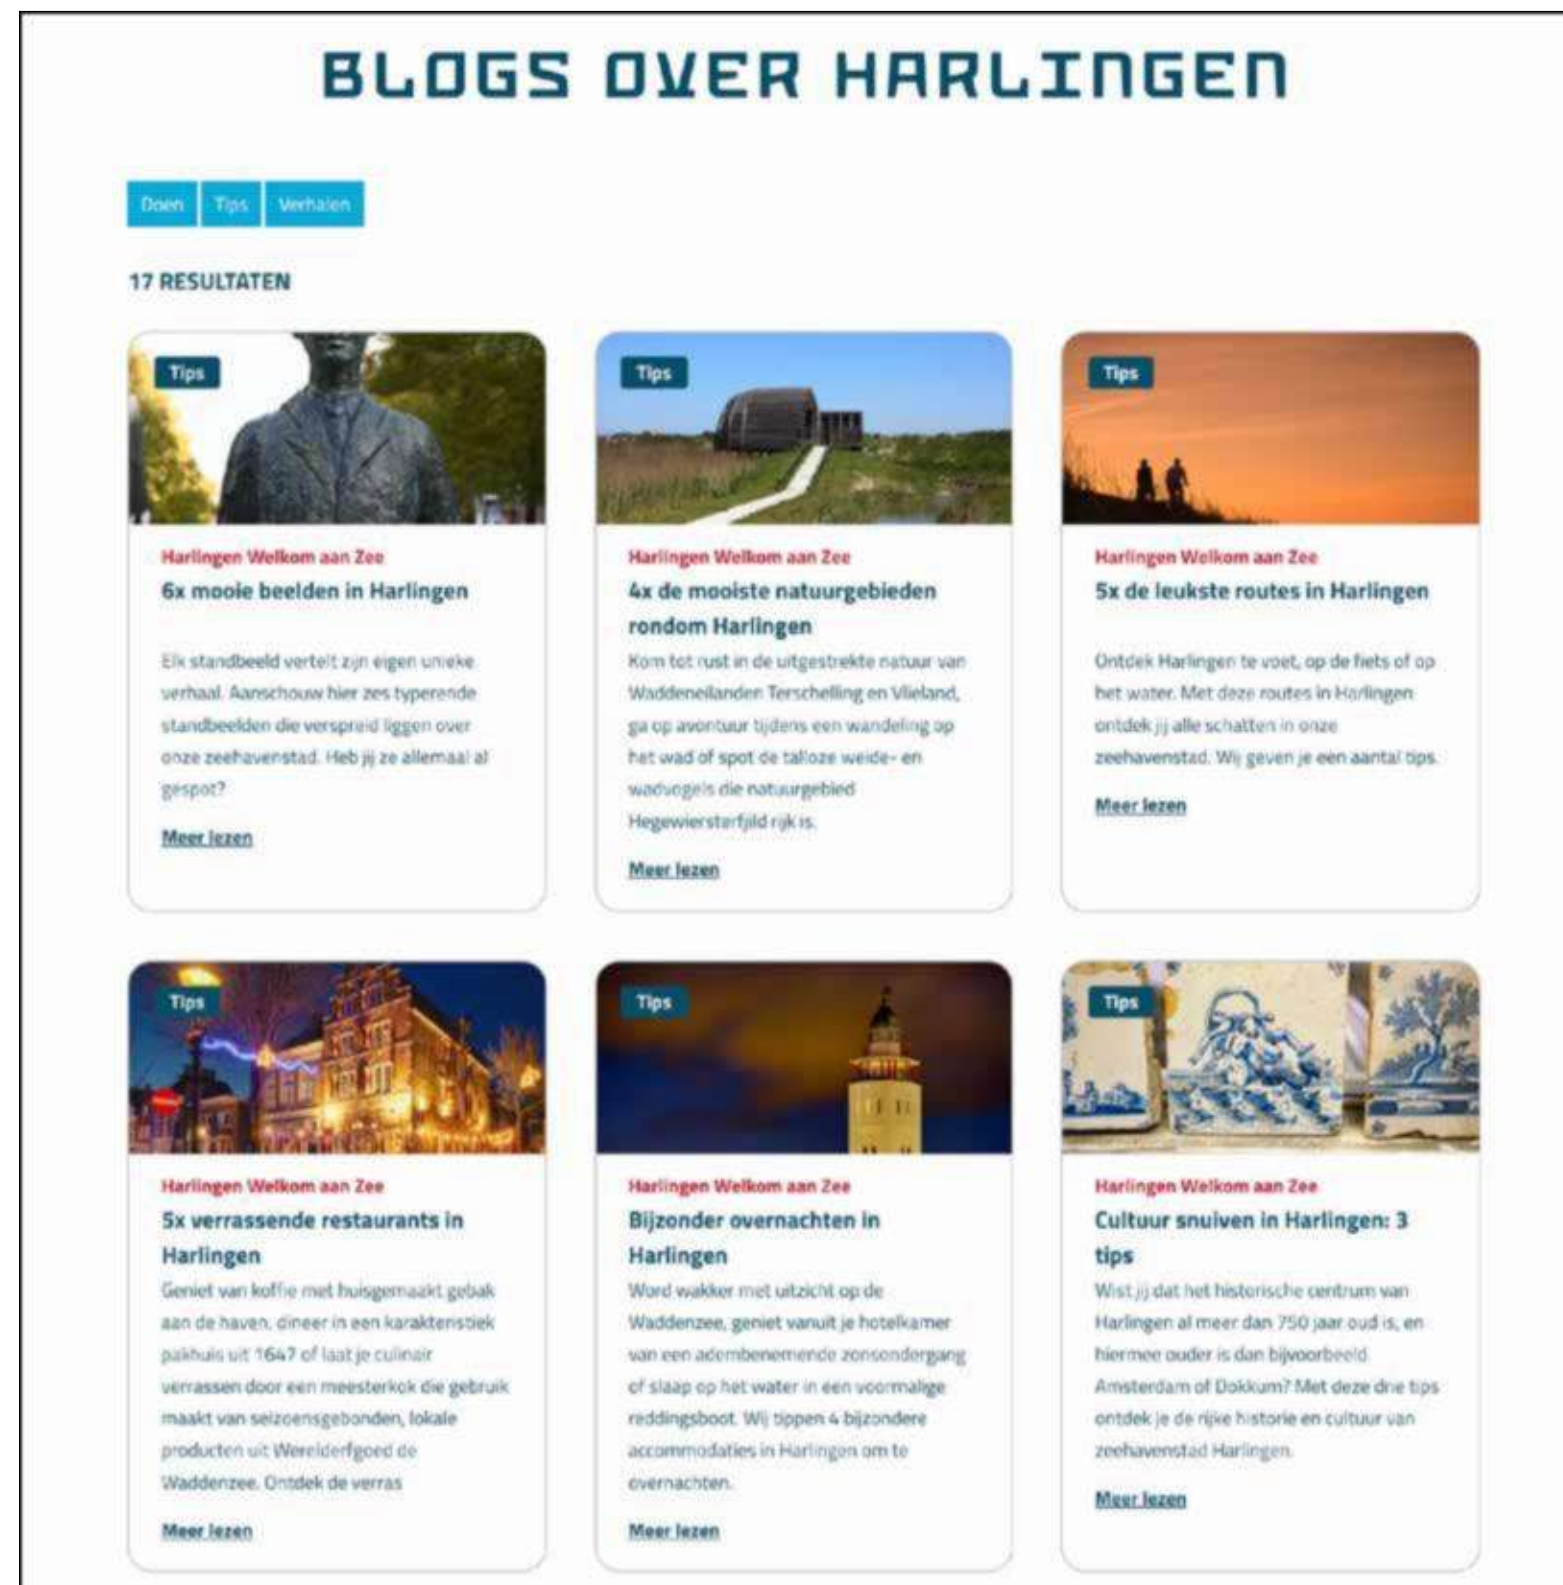 BLOGS OVER HARLINGEN
Doen Tips Verhalen
17 RESULTATEN
Tips
Harlingen Welkom aan Zee
6x mooie beelden in Harlingen
Elk standbeeld vertelt zijn eigen unieke
verhaal. Aanschouw hier zes typerende
standbeelden die verspreid liggen over
onze zeehavenstad. Heb jij ze allemaal al
gespot?
Meer lezen
Tips
Harlingen Welkom aan Zee
4x de mooiste natuurgebieden
rondom Harlingen
Kom tot rust in de uitgestrekte natuur van
Waddeneilanden Terschelling en Vlieland,
ga op avontuur tijdens een wandeling op
het wad of spot de talloze weide- en
wadvogels die natuurgebied
Hegewiersterfjild rijk is.
Meer lezen
Tips
Harlingen Welkom aan Zee
5x de leukste routes in Harlingen
Ontdek Harlingen te voet, op de fiets of op
het water. Met deze routes in Harlingen
ontdek jij alle schatten in onze
zeehavenstad. Wij geven je een aantal tips.
Meer lezen
Tips
Harlingen Welkom aan Zee
5x verrassende restaurants in
Harlingen
Geniet van koffie met huisgemaakt gebak
aan de haven, dineer in een karakteristiek
pakhuis uit 1647 of laat je culinair
verrassen door een meesterkok die gebruik
maakt van seizoensgebonden, lokale
producten uit Werelderfgoed de
Waddenzee. Ontdek de verras
Meer lezen
Tips
Harlingen Welkom aan Zee
Bijzonder overnachten in
Harlingen
Word wakker met uitzicht op de
Waddenzee, geniet vanuit je hotelkamer
van een adembenemende zonsondergang
of slaap op het water in een voormalige
reddingsboot. Wij tippen 4 bijzondere
accommodaties in Harlingen om te
overnachten.
Meer lezen
Tips
Harlingen Welkom aan Zee
Cultuur snuiven in Harlingen: 3
tips
Wist jij dat het historische centrum van
Harlingen al meer dan 750 jaar oud is, en
hiermee ouder is dan bijvoorbeeld
Amsterdam of Dokkum? Met deze drie tips
ontdek je de rijke historie en cultuur van
zeehavenstad Harlingen.
Meer lezen